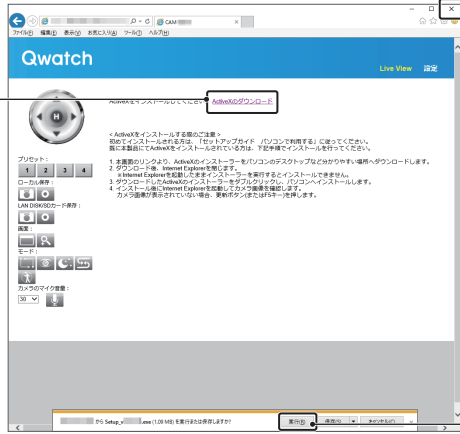 CAM
ファイル(F) 編集(E) 表示(V) お気に入り(A) ツール(T) ヘルプ(H)
Qwatch
Live View 設定
ActiveXをインストールしてください ActiveXのダウンロード
H
< ActiveXをインストールする際のご注意 >
初めてインストールされる方は、「セットアップガイド パソコンで利用する」に従ってください。
既に本製品にてActiveXをインストールされている方は、下記手順でインストールを行ってください。
1. 本画面のリンクより、ActiveXのインストーラーをパソコンのデスクトップなど分かりやすい場所へダウンロードします。
2. ダウンロード後、Internet Explorerを閉じます。
※Internet Explorerを起動したままインストーラーを実行するとインストールできません。
3. ダウンロードしたActiveXのインストーラーをダブルクリックし、パソコンへインストールします。
4. インストール後にInternet Explorerを起動してカメラ画像を確認します。
カメラ画像が表示されていない場合、更新ボタン(またはF5キー)を押します。
プリセット:
1 2 3 4
ローカル保存:
LAN DISK/SDカード保存:
画面:
モード:
カメラのマイク音量:
30
から Setup_v .exe (1.09 MB) を実行または保存しますか?
実行(R) 保存(S) キャンセル(C)